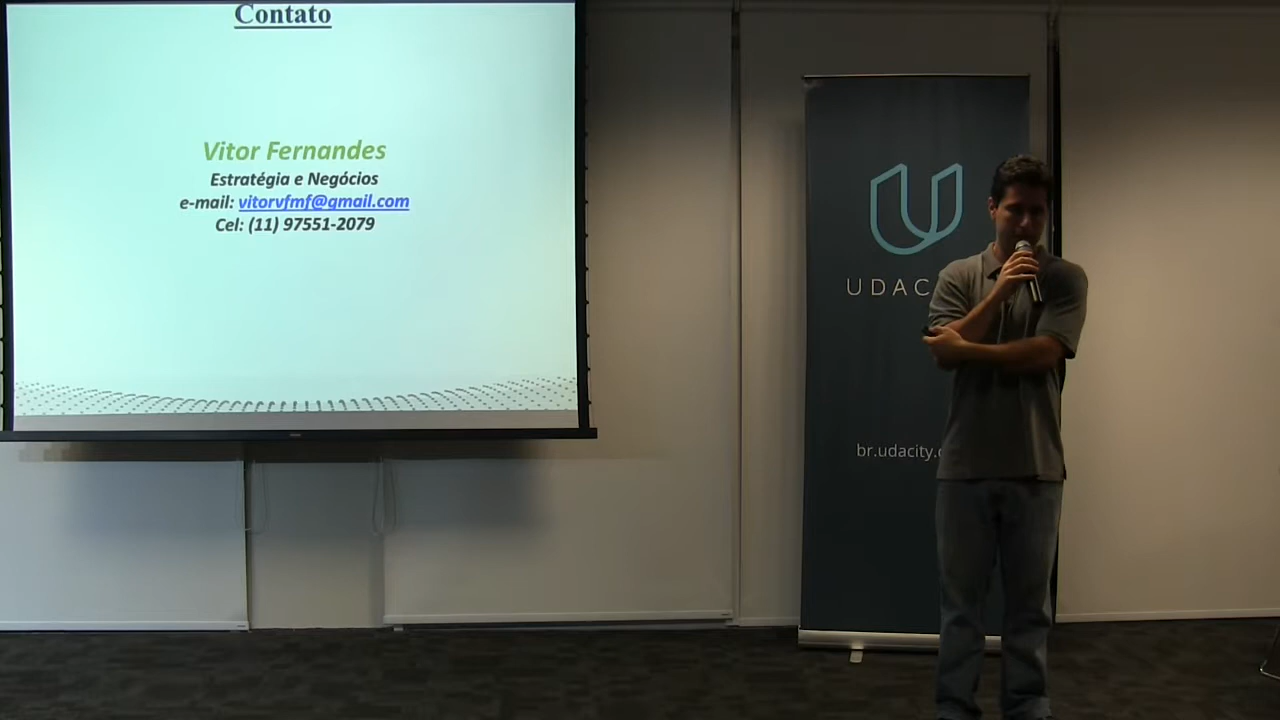 Contato
Vitor Fernandes
Estratégia e Negócios
e-mail: vitorvfmf@gmail.com
Cel: (11) 97551-2079
UDAC
br.udacity.